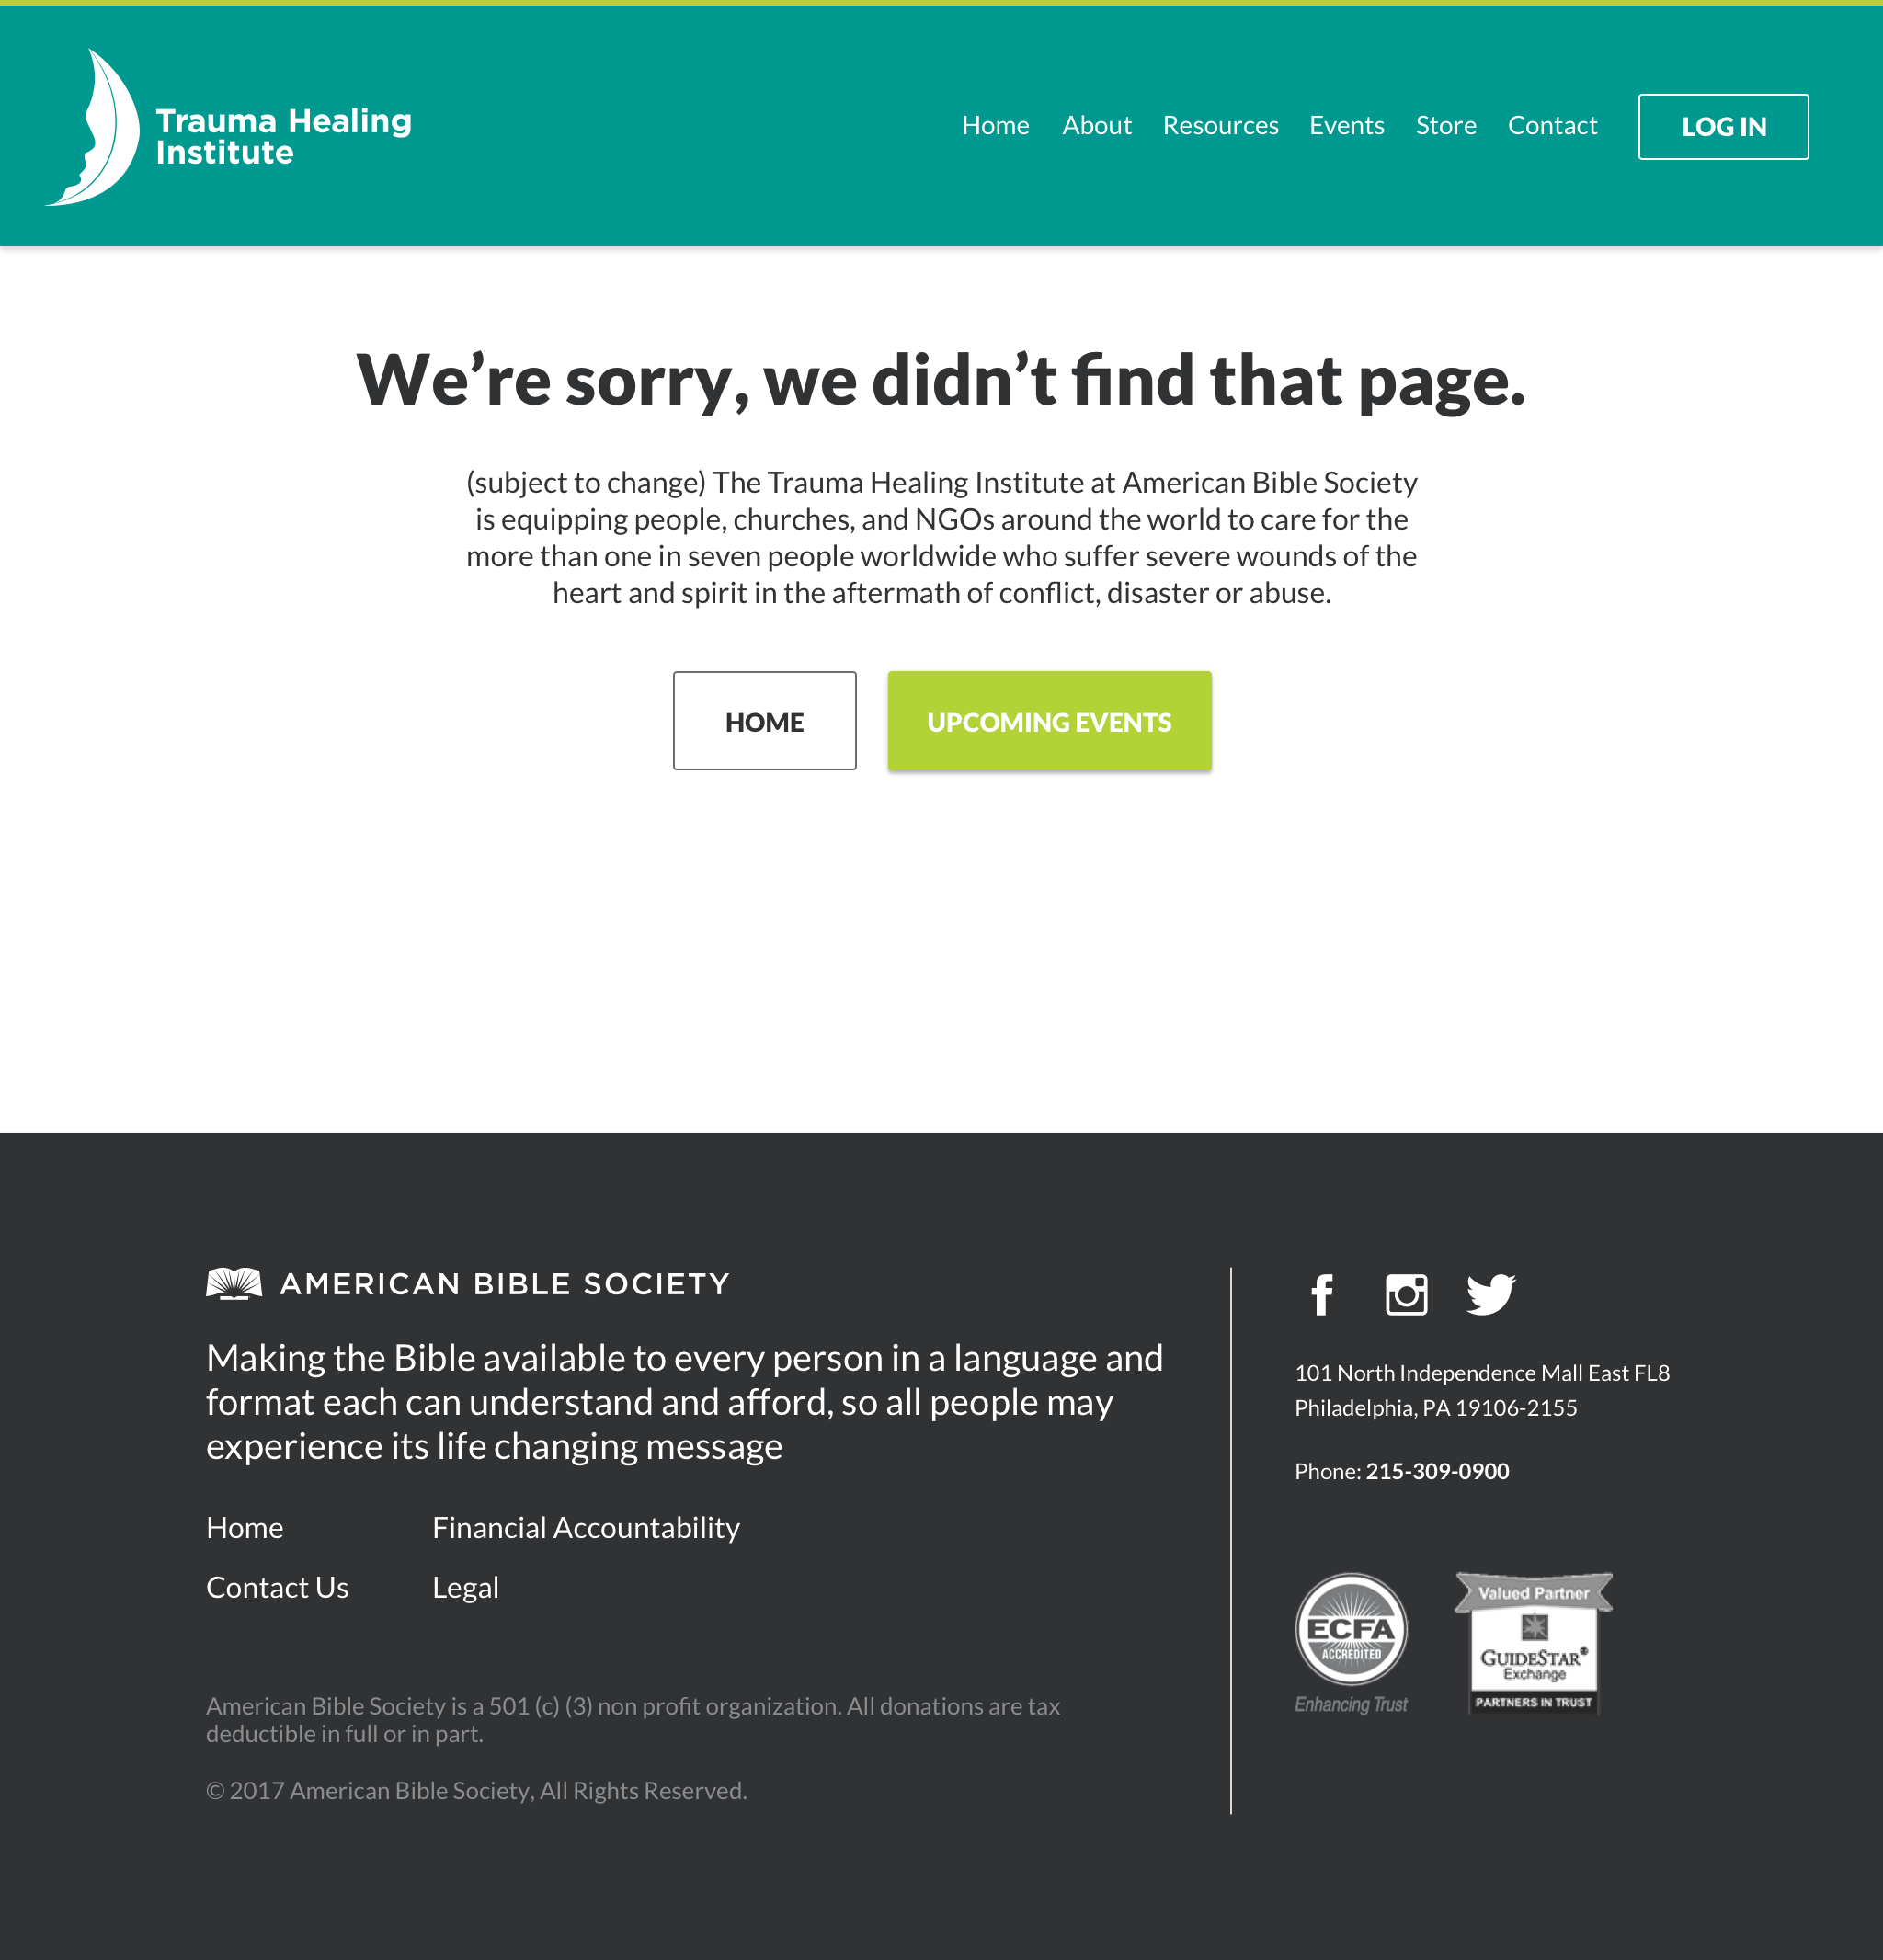 Trauma Healing
Institute
Home About Resources Events Store Contact LOG IN
We’re sorry, we didn’t find that page.
(subject to change) The Trauma Healing Institute at American Bible Society
is equipping people, churches, and NGOs around the world to care for the
more than one in seven people worldwide who suffer severe wounds of the
heart and spirit in the aftermath of conflict, disaster or abuse.
HOME UPCOMING EVENTS
AMERICAN BIBLE SOCIETY
Making the Bible available to every person in a language and
format each can understand and afford, so all people may
experience its life changing message
Home Financial Accountability
Contact Us Legal
American Bible Society is a 501 (c) (3) non profit organization. All donations are tax
deductible in full or in part.
© 2017 American Bible Society, All Rights Reserved.
101 North Independence Mall East FL8
Philadelphia, PA 19106-2155
Phone: 215-309-0900
ECFA
ACCREDITED
Enhancing Trust
Valued Partner
GUIDESTAR®
Exchange
PARTNERS IN TRUST